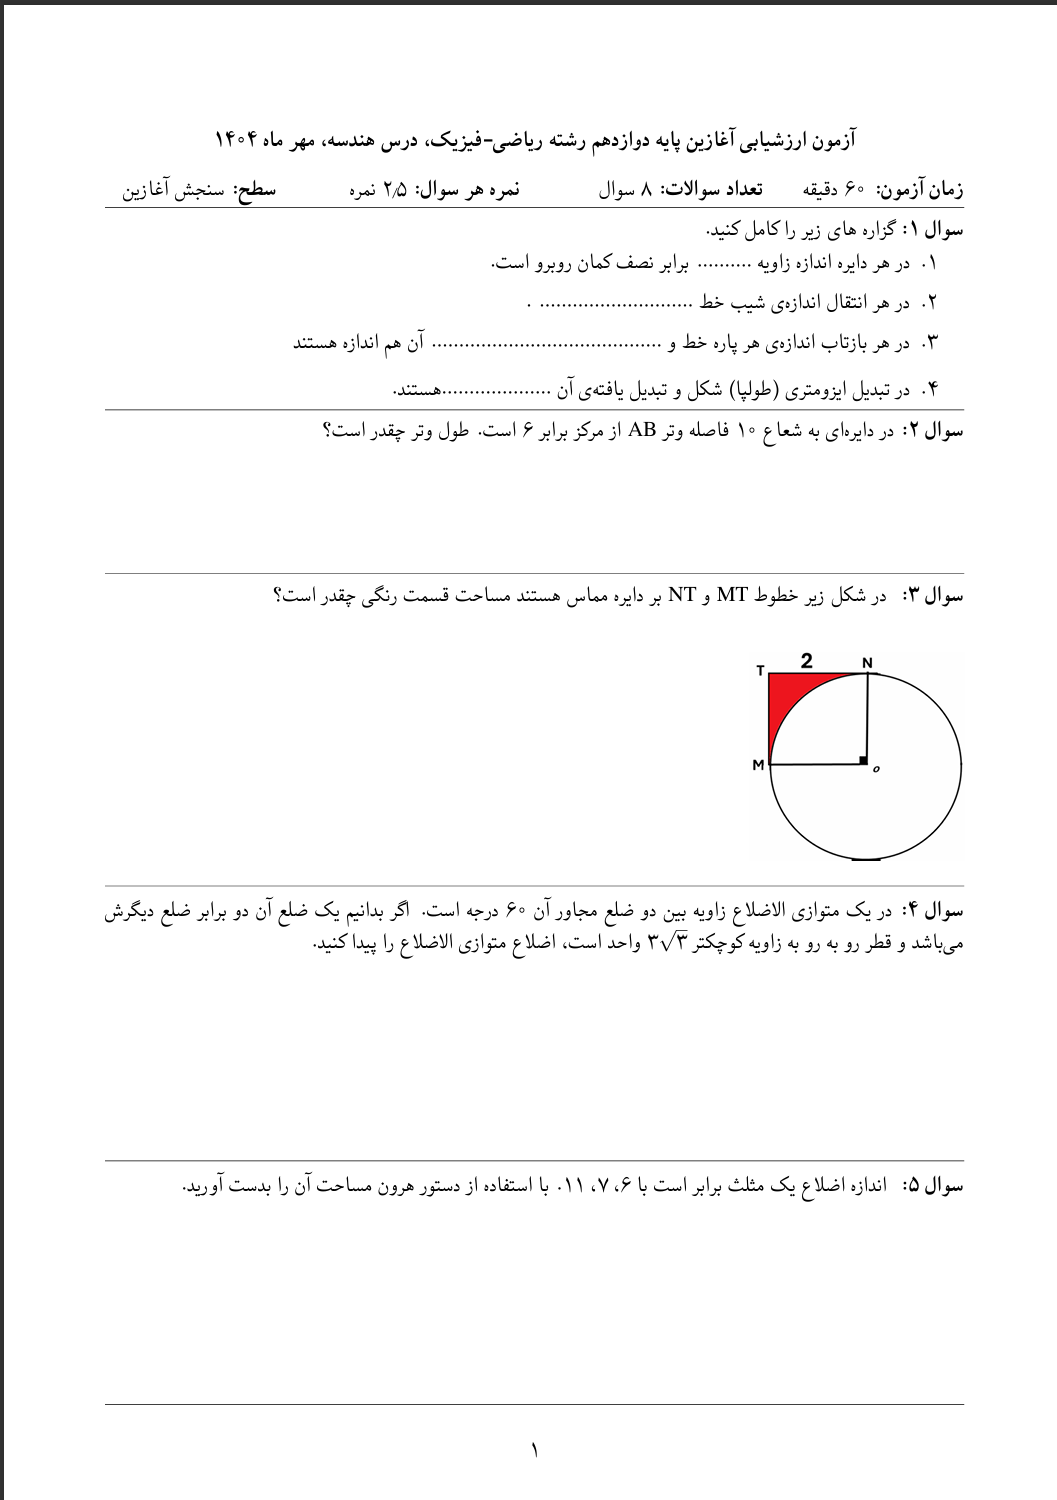 آزمون ارزشیابی آغازین پایه دوازدهم رشته ریاضی-فیزیک، درس هندسه، مهر ماه ۱۴۰۴
زمان آزمون: ۶۰ دقیقه تعداد سوالات: ۸ سوال نمره هر سوال: ۲٫۵ نمره سطح: سنجش آغازین
سوال ۱: گزاره های زیر را کامل کنید.
۱. در هر دایره اندازه زاویه .......... برابر نصف کمان روبرو است.
۲. در هر انتقال اندازه‌ی شیب خط ............................ .
۳. در هر بازتاب اندازه‌ی هر پاره خط و .......................................... آن هم اندازه هستند
۴. در تبدیل ایزومتری (طولپا) شکل و تبدیل یافته‌ی آن ....................هستند.
سوال ۲: در دایره‌ای به شعاع ۱۰ فاصله وتر AB از مرکز برابر ۶ است. طول وتر چقدر است؟
سوال ۳: در شکل زیر خطوط MT و NT بر دایره مماس هستند مساحت قسمت رنگی چقدر است؟
T 2 N
M o
سوال ۴: در یک متوازی الاضلاع زاویه بین دو ضلع مجاور آن ۶۰ درجه است. اگر بدانیم یک ضلع آن دو برابر ضلع دیگرش
می‌باشد و قطر رو به رو به زاویه کوچکتر ۳√۳ واحد است، اضلاع متوازی الاضلاع را پیدا کنید.
سوال ۵: اندازه اضلاع یک مثلث برابر است با ۶، ۷، ۱۱. با استفاده از دستور هرون مساحت آن را بدست آورید.
۱